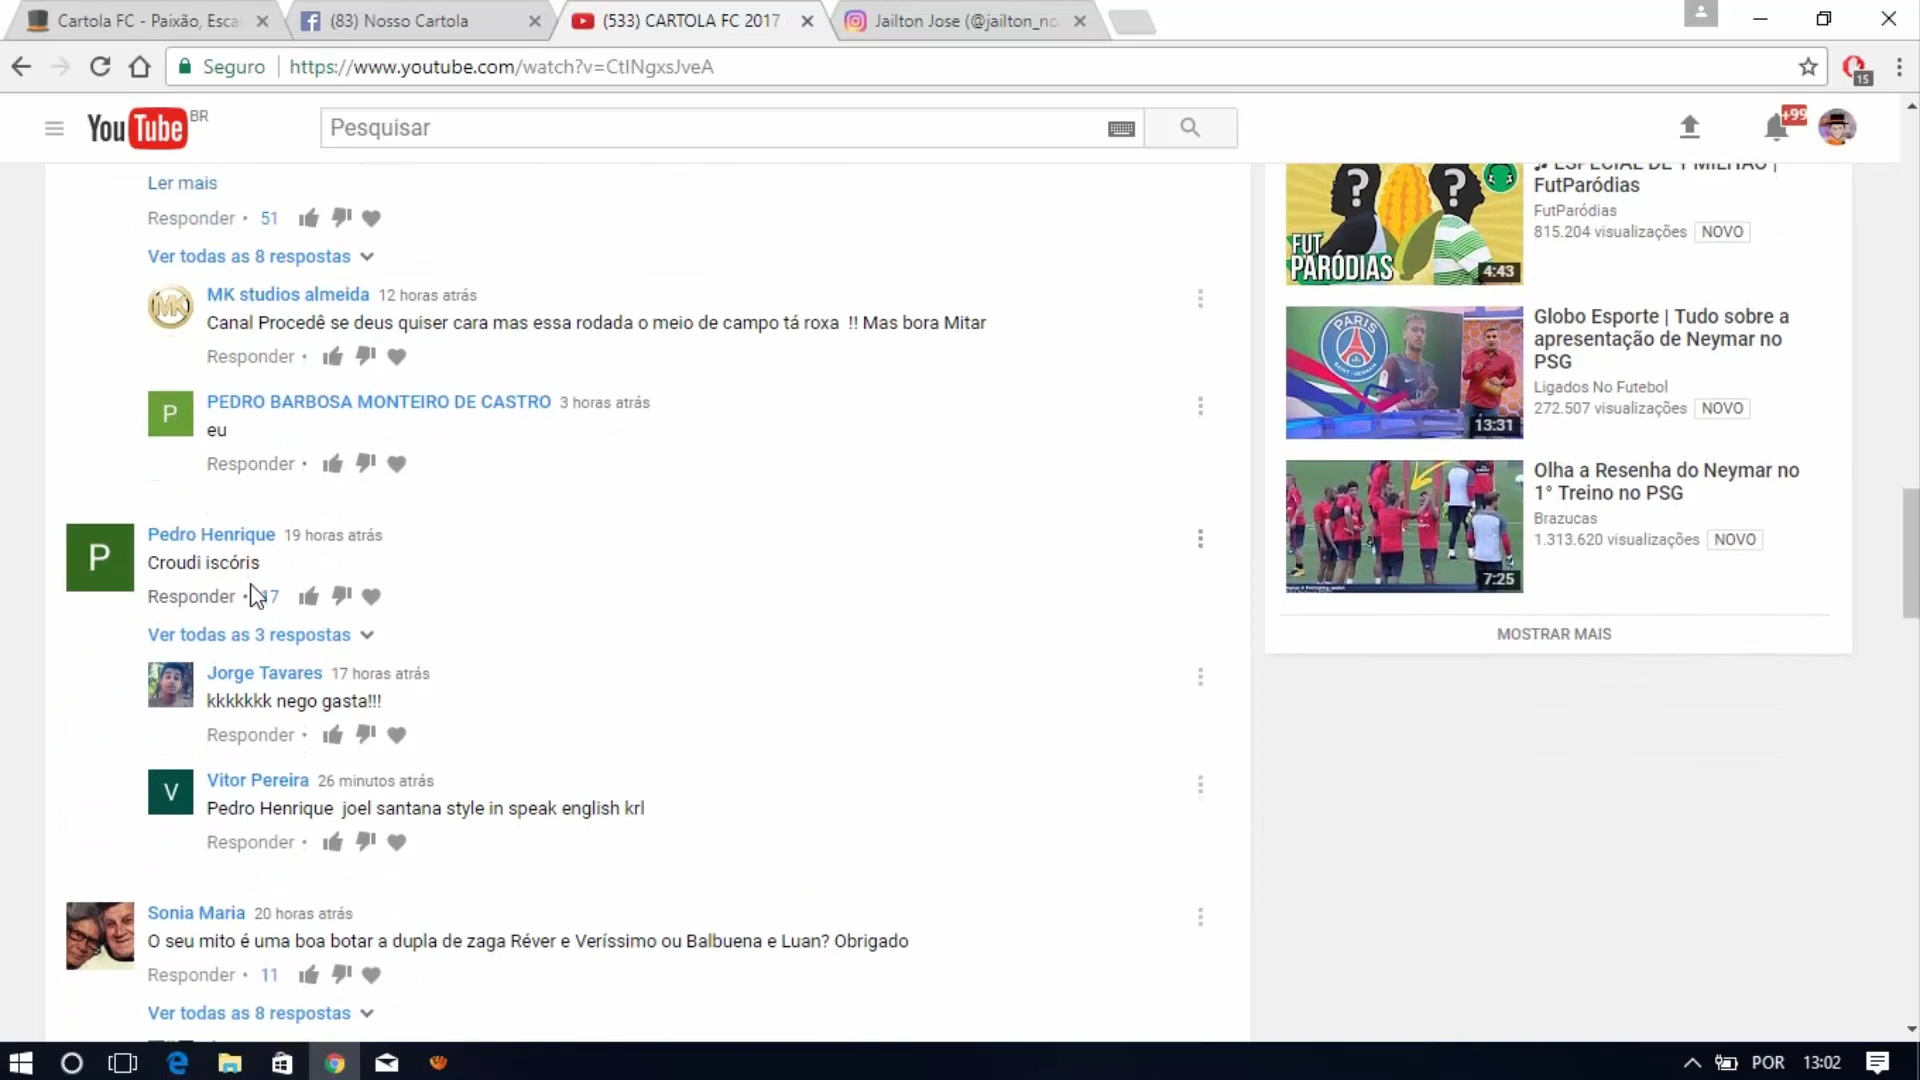 Cartola FC - Paixão, Esca
(83) Nosso Cartola
(533) CARTOLA FC 2017
Jailton Jose (@jailton_no
Seguro
https://www.youtube.com/watch?v=CtINgxsJveA
15
YouTube BR
Pesquisar
+99
Ler mais
Responder • 51
Ver todas as 8 respostas
MK
MK studios almeida 12 horas atrás
Canal Procedê se deus quiser cara mas essa rodada o meio de campo tá roxa !! Mas bora Mitar
Responder •
P
PEDRO BARBOSA MONTEIRO DE CASTRO 3 horas atrás
eu
Responder •
P
Pedro Henrique 19 horas atrás
Croudi iscóris
Responder •
Ver todas as 3 respostas
Jorge Tavares 17 horas atrás
kkkkkkk nego gasta!!!
Responder •
V
Vitor Pereira 26 minutos atrás
Pedro Henrique joel santana style in speak english krl
Responder •
Sonia Maria 20 horas atrás
O seu mito é uma boa botar a dupla de zaga Réver e Veríssimo ou Balbuena e Luan? Obrigado
Responder • 11
Ver todas as 8 respostas
? ?
FUT
PARÓDIAS
4:43
♫ ESPECIAL DE 1 MILHÃO |
FutParódias
FutParódias
815.204 visualizações NOVO
PARIS
SAINT-GERMAIN
13:31
Globo Esporte | Tudo sobre a
apresentação de Neymar no
PSG
Ligados No Futebol
272.507 visualizações NOVO
7:25
Olha a Resenha do Neymar no
1° Treino no PSG
Brazucas
1.313.620 visualizações NOVO
MOSTRAR MAIS
POR 13:02